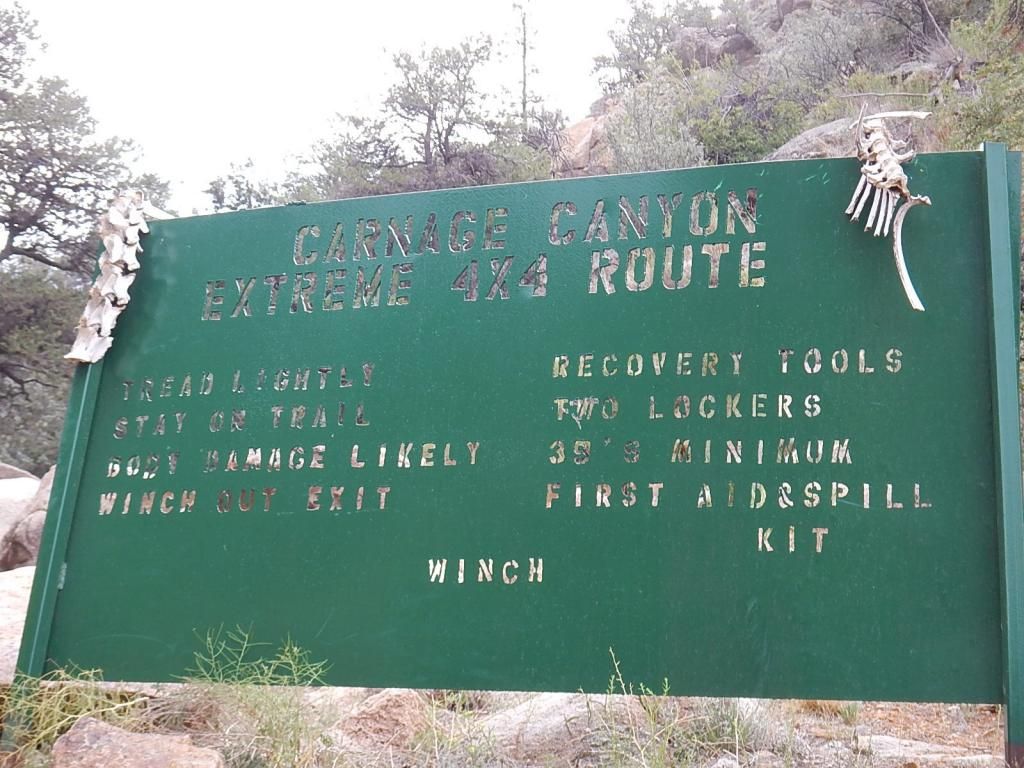 CARNAGE CANYON
EXTREME 4X4 ROUTE
TREAD LIGHTLY
STAY ON TRAIL
BODY DAMAGE LIKELY
WINCH OUT EXIT
RECOVERY TOOLS
TWO LOCKERS
MINIMUM
FIRST AID&SPILL
KIT
WINCH